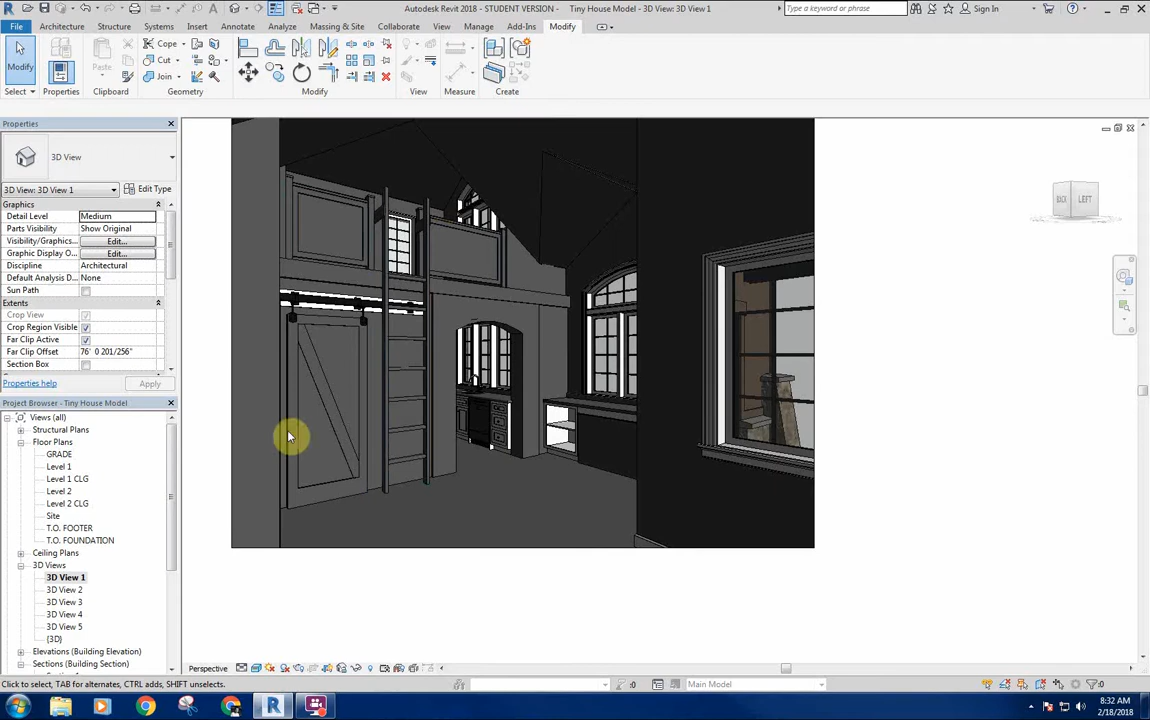 Autodesk Revit 2018 - STUDENT VERSION - Tiny House Model - 3D View: 3D View 1
Type a keyword or phrase
Sign In
File Architecture Structure Systems Insert Annotate Analyze Massing & Site Collaborate View Manage Add-Ins Modify
Modify
Paste
Cope
Cut
Join
Select Properties Clipboard Geometry Modify View Measure Create
Properties
3D View
3D View: 3D View 1
Edit Type
Graphics
Detail Level Medium
Parts Visibility Show Original
Visibility/Graphics... Edit...
Graphic Display O... Edit...
Discipline Architectural
Default Analysis D... None
Sun Path
Extents
Crop View
Crop Region Visible
Far Clip Active
Far Clip Offset 76' 0 201/256"
Section Box
Properties help
Apply
Project Browser - Tiny House Model
Views (all)
Structural Plans
Floor Plans
GRADE
Level 1
Level 1 CLG
Level 2
Level 2 CLG
Site
T.O. FOOTER
T.O. FOUNDATION
Ceiling Plans
3D Views
3D View 1
3D View 2
3D View 3
3D View 4
3D View 5
{3D}
Elevations (Building Elevation)
Sections (Building Section)
BACK LEFT
Perspective
Click to select, TAB for alternates, CTRL adds, SHIFT unselects.
:0
Main Model
:0
8:32 AM
2/18/2018